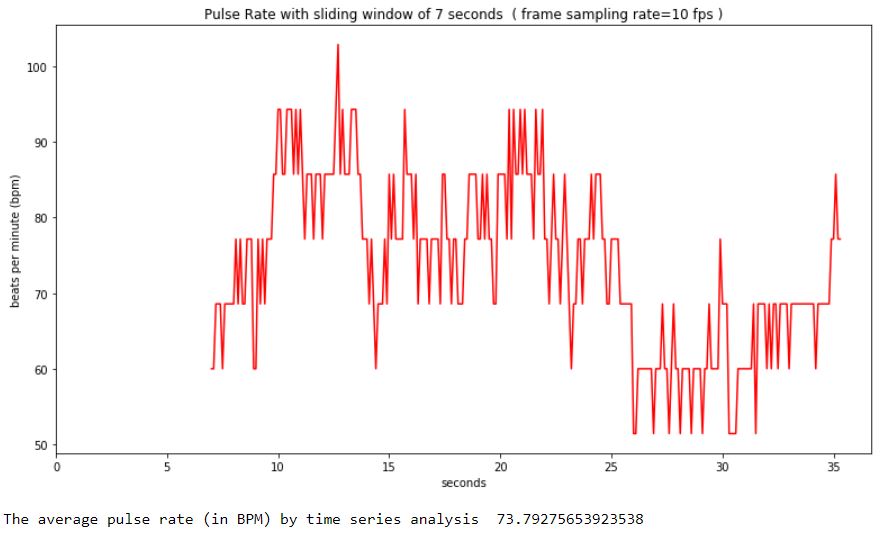 Pulse Rate with sliding window of 7 seconds  ( frame sampling rate=10 fps )
100
90
80
70
60
50
beats per minute (bpm)
0 5 10 15 20 25 30 35
seconds
The average pulse rate (in BPM) by time series analysis  73.79275653923538